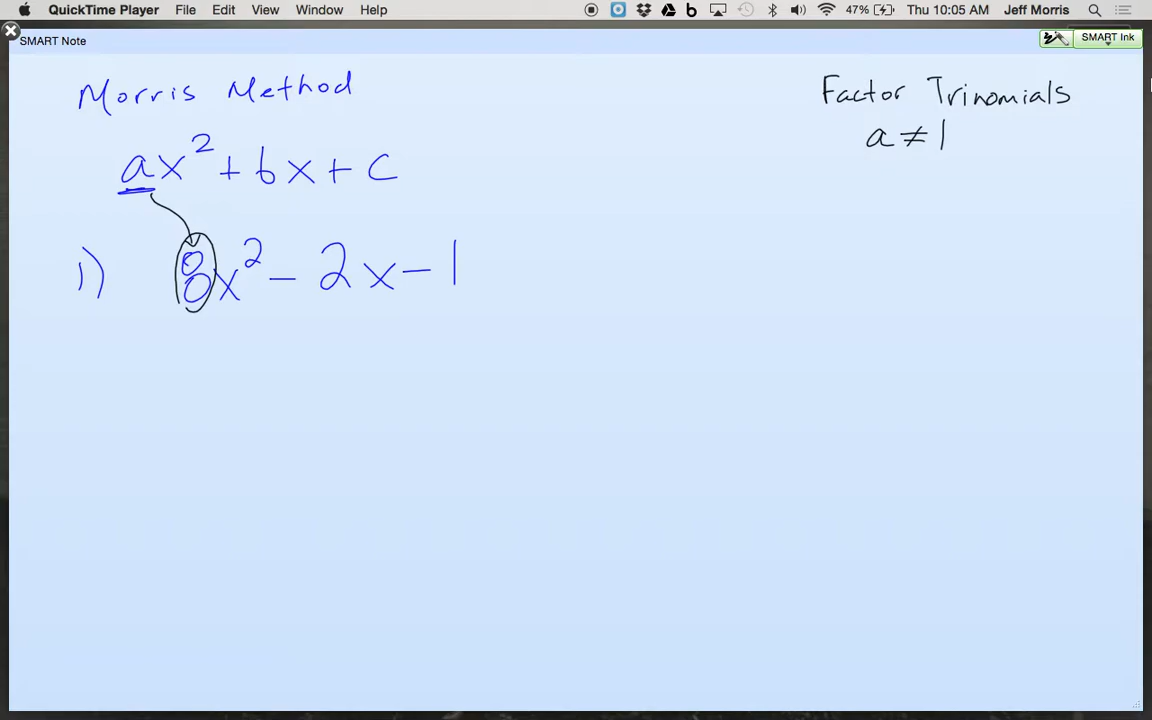 QuickTime Player File Edit View Window Help 47% Thu 10:05 AM Jeff Morris
SMART Note
SMART Ink
Morris Method
Factor Trinomials
a ≠ 1
ax² + bx + c
1) 8x² - 2x - 1